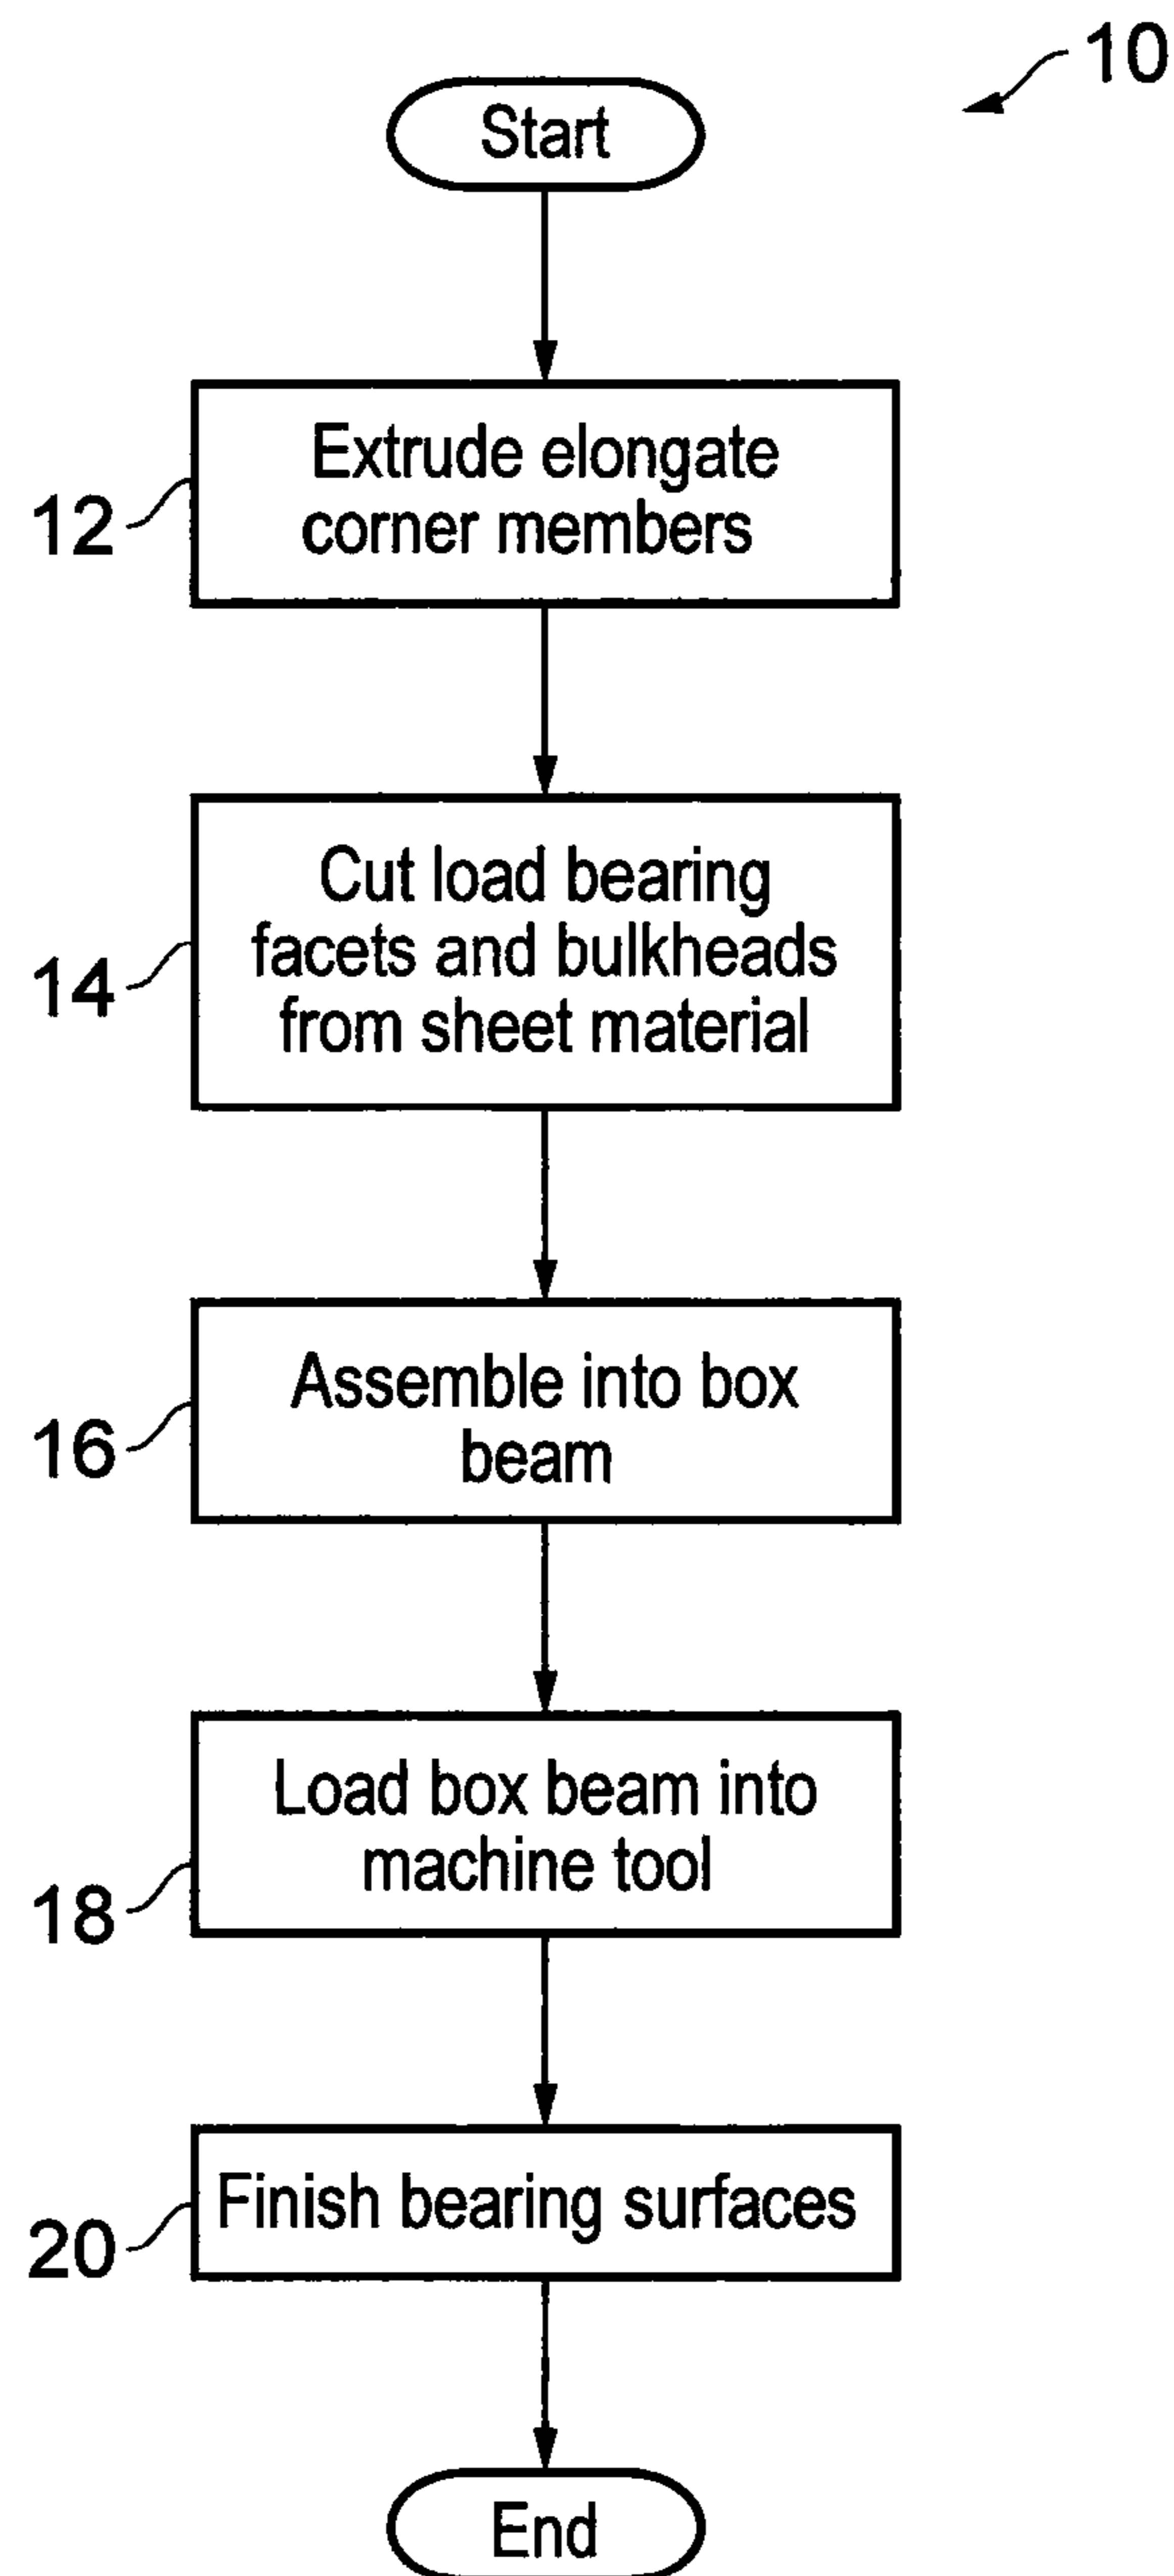 10
Start
12
Extrude elongate
corner members
14
Cut load bearing
facets and bulkheads
from sheet material
16
Assemble into box
beam
18
Load box beam into
machine tool
20
Finish bearing surfaces
End